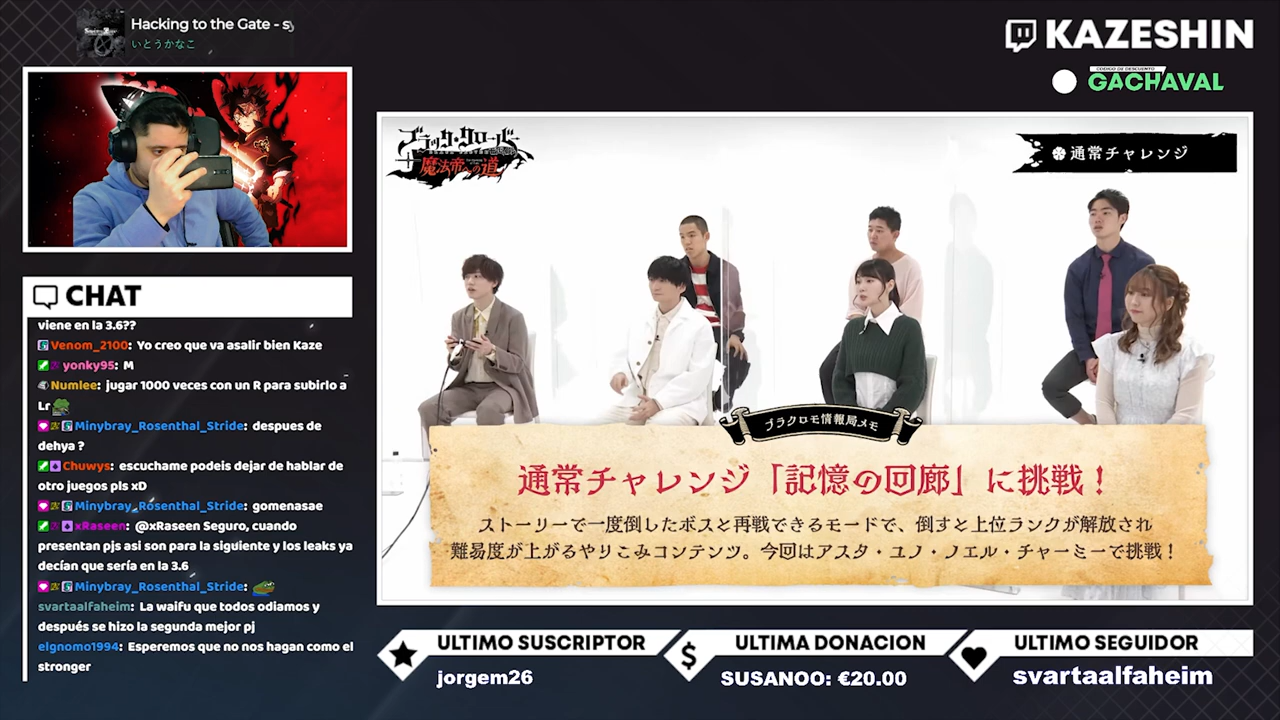 Hacking to the Gate - sy
いとうかなこ
KAZESHIN
CODIGO DE DESCUENTO
GACHAVAL
ブラック・クローバー
魔法帝への道
通常チャレンジ
CHAT
viene en la 3.6??
Venom_2100: Yo creo que va asalir bien Kaze
yonky95: M
Numlee: jugar 1000 veces con un R para subirlo a
Lr
Minybray_Rosenthal_Stride: despues de
dehya ?
Chuwys: escuchame podeis dejar de hablar de
otro juegos pls xD
Minybray_Rosenthal_Stride: gomenasae
xRaseen: @xRaseen Seguro, cuando
presentan pjs asi son para la siguiente y los leaks ya
decían que sería en la 3.6
Minybray_Rosenthal_Stride:
svartaalfaheim: La waifu que todos odiamos y
después se hizo la segunda mejor pj
elgnomo1994: Esperemos que no nos hagan como el
stronger
ブラクロモ情報局メモ
通常チャレンジ「記憶の回廊」に挑戦！
ストーリーで一度倒したボスと再戦できるモードで、倒すと上位ランクが解放され
難易度が上がるやりこみコンテンツ。今回はアスタ・ユノ・ノエル・チャーミーで挑戦！
ULTIMO SUSCRIPTOR
jorgem26
ULTIMA DONACION
SUSANOO: €20.00
ULTIMO SEGUIDOR
svartaalfaheim